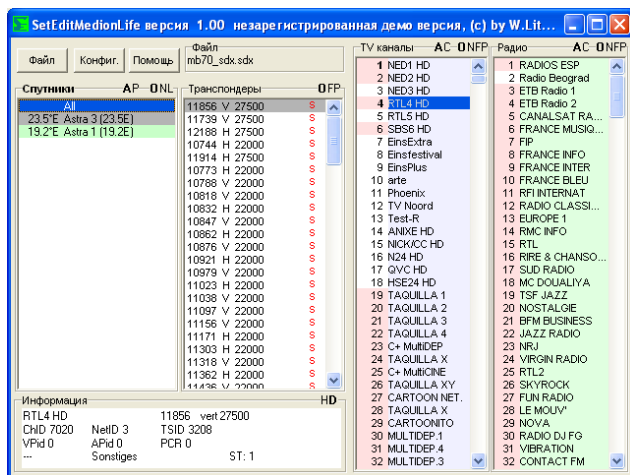 SetEditMedionLife версия 1.00 незарегистрированная демо версия, (c) by W.Lit...
Файл
Конфиг.
Помощь
Файл
mb70_sdx.sdx
Спутники AP ONL
All
23.5°E Astra 3 (23.5E)
19.2°E Astra 1 (19.2E)
Транспондеры OFP
11856 V 27500 S
11739 V 27500 S
12188 H 27500 S
10744 H 22000 S
11914 H 27500 S
10773 H 22000 S
10788 V 22000 S
10818 V 22000 S
10832 H 22000 S
10847 V 22000 S
10862 H 22000 S
10876 V 22000 S
10921 H 22000 S
10979 V 22000 S
11023 H 22000 S
11038 V 22000 S
11097 V 22000 S
11156 V 22000 S
11171 H 22000 S
11303 H 22000 S
11318 V 22000 S
11362 H 22000 S
11436 V 22000 S
TV каналы AC ONFP
1 NED1 HD
2 NED2 HD
3 NED3 HD
4 RTL4 HD
5 RTL5 HD
6 SBS6 HD
7 EinsExtra
8 Einsfestival
9 EinsPlus
10 arte
11 Phoenix
12 TV Noord
13 Test-R
14 ANIXE HD
15 NICK/CC HD
16 N24 HD
17 QVC HD
18 HSE24 HD
19 TAQUILLA 1
20 TAQUILLA 2
21 TAQUILLA 3
22 TAQUILLA 4
23 C+ MultiDEP
24 TAQUILLA X
25 C+ MultiCINE
26 TAQUILLA XY
27 CARTOON NET.
28 TAQUILLA X
29 CARTOONITO
30 MULTIDEP.1
31 MULTIDEP.4
32 MULTIDEP.3
Радио AC ONFP
1 RADIOS ESP
2 Radio Beograd
3 ETB Radio 1
4 ETB Radio 2
5 CANALSAT RA...
6 FRANCE MUSIQ...
7 FIP
8 FRANCE INFO
9 FRANCE INTER
10 FRANCE BLEU
11 RFI INTERNAT
12 RADIO CLASSI...
13 EUROPE 1
14 RMC INFO
15 RTL
16 RIRE & CHANSO...
17 SUD RADIO
18 MC DOUALIYA
19 TSF JAZZ
20 NOSTALGIE
21 BFM BUSINESS
22 JAZZ RADIO
23 NRJ
24 VIRGIN RADIO
25 RTL2
26 SKYROCK
27 FUN RADIO
28 LE MOUV'
29 NOVA
30 RADIO DJ FG
31 VIBRATION
32 CONTACT FM
Информация HD
RTL4 HD 11856 vert 27500
ChID 7020 NetID 3 TSID 3208
VPid 0 APid 0 PCR 0
--- Sonstiges ST: 1